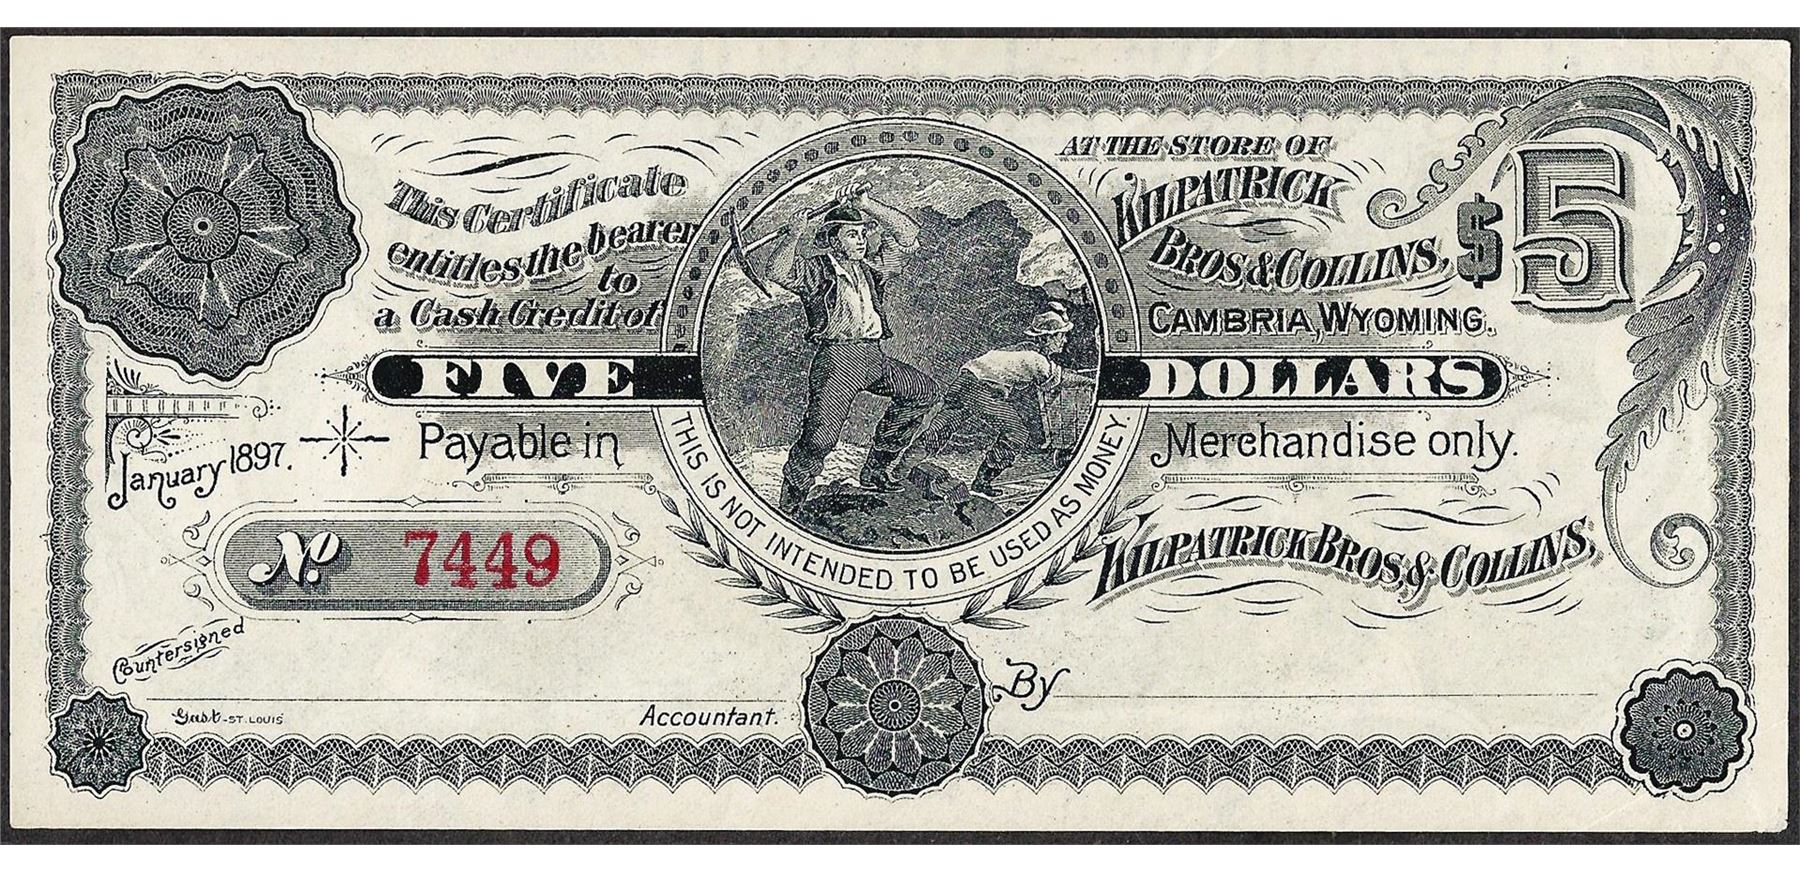 This Certificate
entitles the bearer
to
a Cash Credit of
AT THE STORE OF
KILPATRICK
BROS & COLLINS,
CAMBRIA, WYOMING.
$5
FIVE DOLLARS
January 1897.
Payable in Merchandise only.
THIS IS NOT INTENDED TO BE USED AS MONEY.
No. 7449
KILPATRICK BROS, & COLLINS,
Countersigned
By
Gast-ST. LOUIS
Accountant.